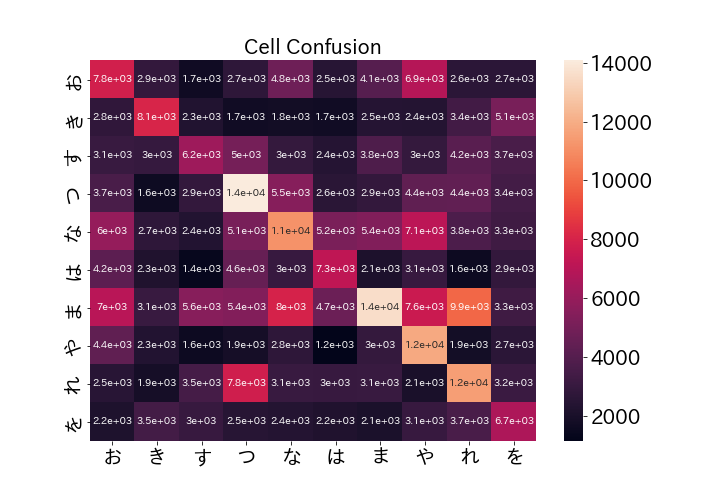 Cell Confusion
お 7.8e+03 2.9e+03 1.7e+03 2.7e+03 4.8e+03 2.5e+03 4.1e+03 6.9e+03 2.6e+03 2.7e+03
き 2.8e+03 8.1e+03 2.3e+03 1.7e+03 1.8e+03 1.7e+03 2.5e+03 2.4e+03 3.4e+03 5.1e+03
す 3.1e+03 3e+03 6.2e+03 5e+03 3e+03 2.4e+03 3.8e+03 3e+03 4.2e+03 3.7e+03
つ 3.7e+03 1.6e+03 2.9e+03 1.4e+04 5.5e+03 2.6e+03 2.9e+03 4.4e+03 4.4e+03 3.4e+03
な 6e+03 2.7e+03 2.4e+03 5.1e+03 1.1e+04 5.2e+03 5.4e+03 7.1e+03 3.8e+03 3.3e+03
は 4.2e+03 2.3e+03 1.4e+03 4.6e+03 3e+03 7.3e+03 2.1e+03 3.1e+03 1.6e+03 2.9e+03
ま 7e+03 3.1e+03 5.6e+03 5.4e+03 8e+03 4.7e+03 1.4e+04 7.6e+03 9.9e+03 3.3e+03
や 4.4e+03 2.3e+03 1.6e+03 1.9e+03 2.8e+03 1.2e+03 3e+03 1.2e+04 1.9e+03 2.7e+03
れ 2.5e+03 1.9e+03 3.5e+03 7.8e+03 3.1e+03 3e+03 3.1e+03 2.1e+03 1.2e+04 3.2e+03
を 2.2e+03 3.5e+03 3e+03 2.5e+03 2.4e+03 2.2e+03 2.1e+03 3.1e+03 3.7e+03 6.7e+03
お き す つ な は ま や れ を
14000
12000
10000
8000
6000
4000
2000